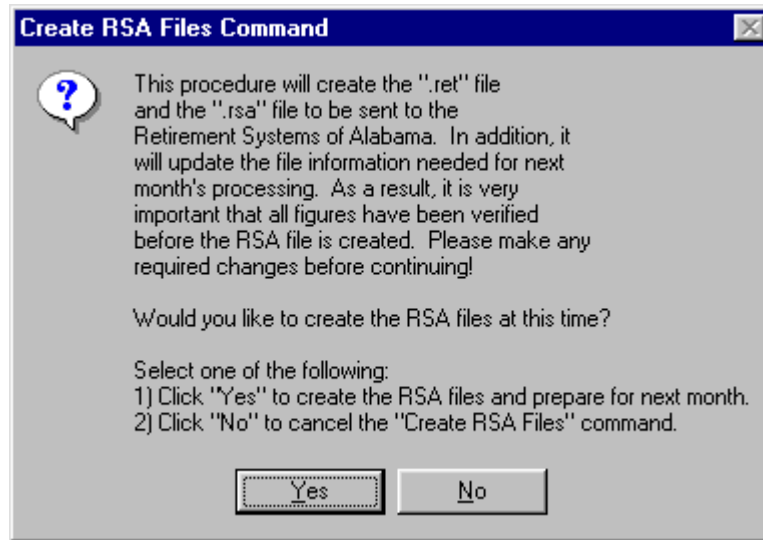 Create RSA Files Command
?
This procedure will create the ".ret" file
and the ".rsa" file to be sent to the
Retirement Systems of Alabama.  In addition, it
will update the file information needed for next
month's processing.  As a result, it is very
important that all figures have been verified
before the RSA file is created.  Please make any
required changes before continuing!
Would you like to create the RSA files at this time?
Select one of the following:
1) Click "Yes" to create the RSA files and prepare for next month.
2) Click "No" to cancel the "Create RSA Files" command.
Yes No